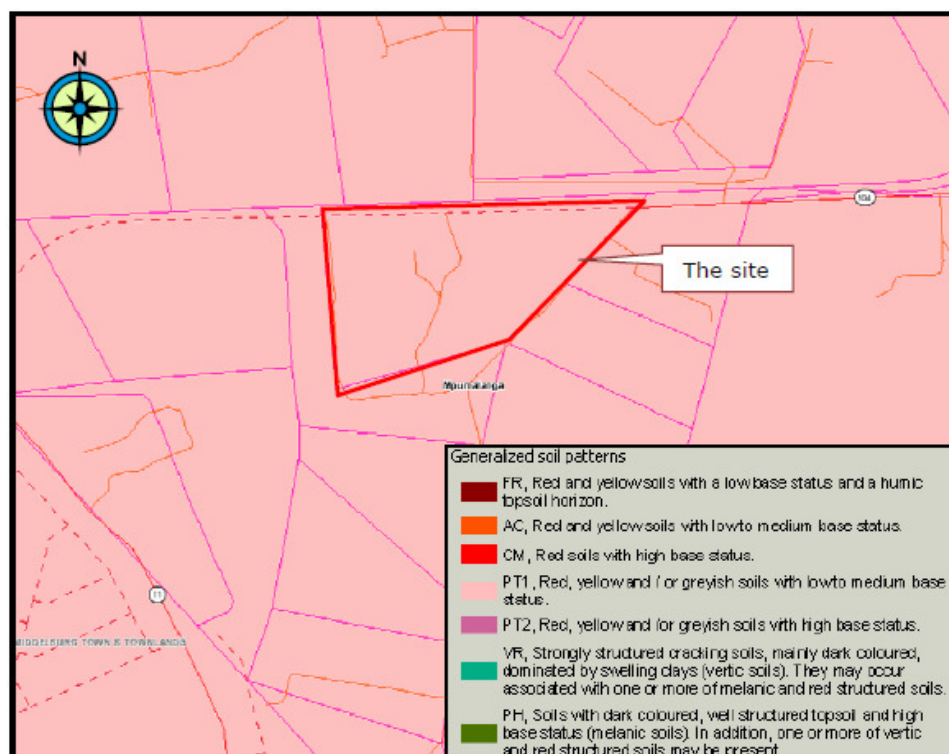 N
104
The site
Mpumalanga
Generalized soil patterns
FR, Red and yellow soils with a low base status and a humic
topsoil horizon.
AC, Red and yellow soils with low to medium base status.
CM, Red soils with high base status.
PT1, Red, yellow and / or greyish soils with low to medium base
status.
PT2, Red, yellow and /or greyish soils with high base status.
VR, Strongly structured cracking soils, mainly dark coloured,
dominated by swelling clays (vertic soils). They may occur
associated with one or more of melanic and red structured soils.
PH, Soils with dark coloured, well structured topsoil and high
base status (melanic soils). In addition, one or more of vertic
and red structured soils may be present
11
MIDDELBURG TOWN & TOWNLANDS